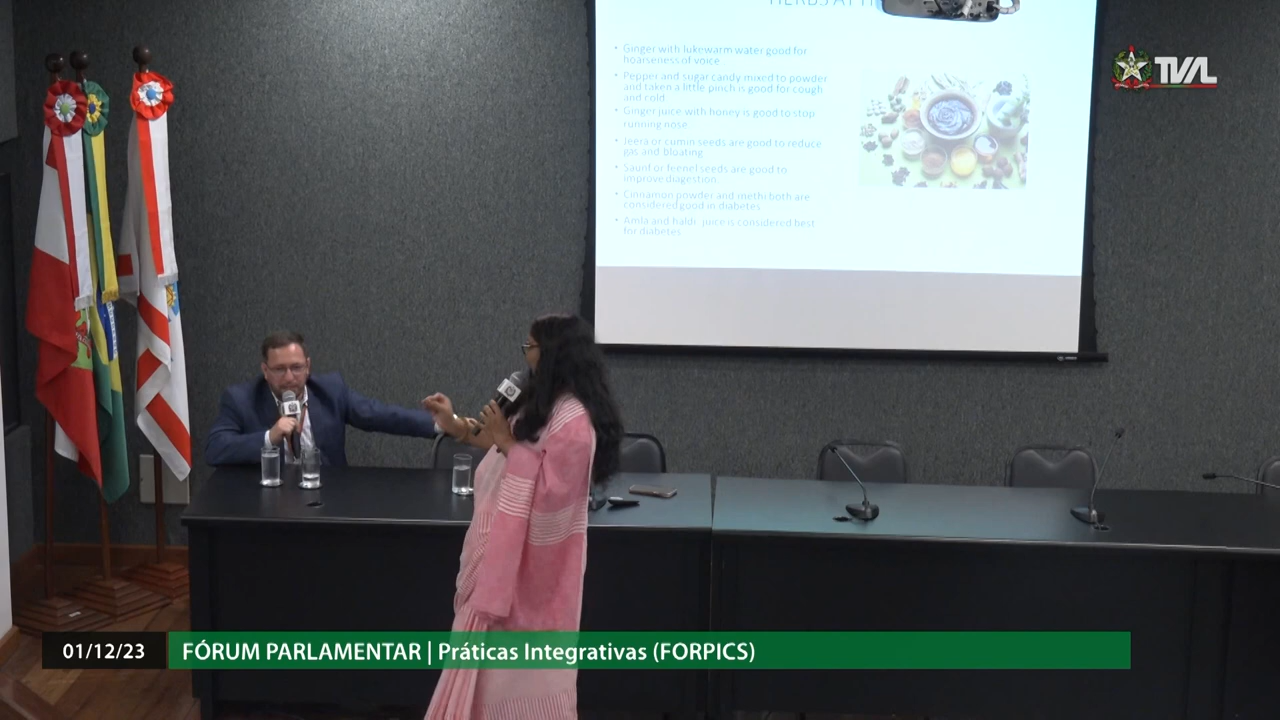 HERBS AT H
• Ginger with lukewarm water good for
hoarseness of voice
• Pepper and sugar candy mixed to powder
and taken a little pinch is good for cough
and cold
• Ginger juice with honey is good to stop
running nose
• Jeera or cumin seeds are good to reduce
gas and bloating
• Saunf or feenel seeds are good to
improve diagestion
• Cinnamon powder and methi both are
considered good in diabetes
• Amla and haldi juice is considered best
for diabetes
TVAL
01/12/23
FÓRUM PARLAMENTAR | Práticas Integrativas (FORPICS)